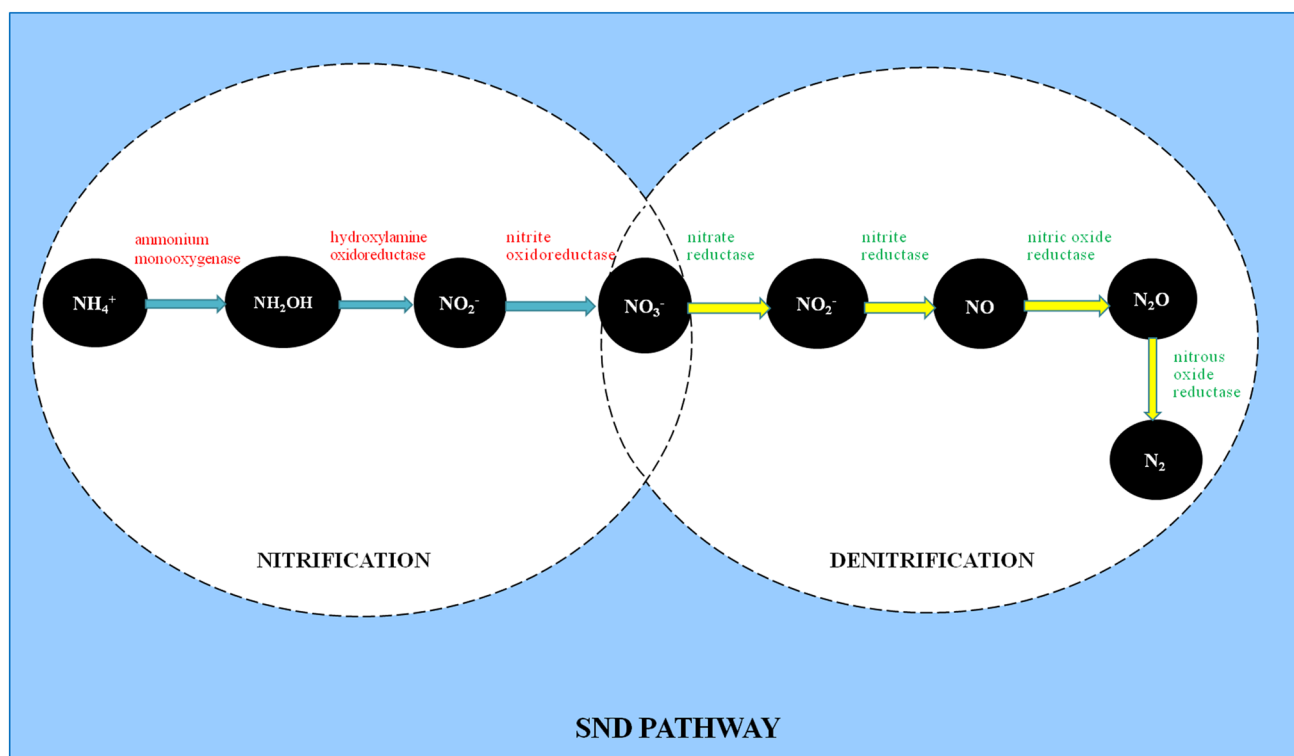 ammonium
monooxygenase
hydroxylamine
oxidoreductase
nitrite
oxidoreductase
nitrate
reductase
nitrite
reductase
nitric oxide
reductase
NH₄⁺
NH₂OH
NO₂⁻
NO₃⁻
NO₂⁻
NO
N₂O
nitrous
oxide
reductase
N₂
NITRIFICATION
DENITRIFICATION
SND PATHWAY